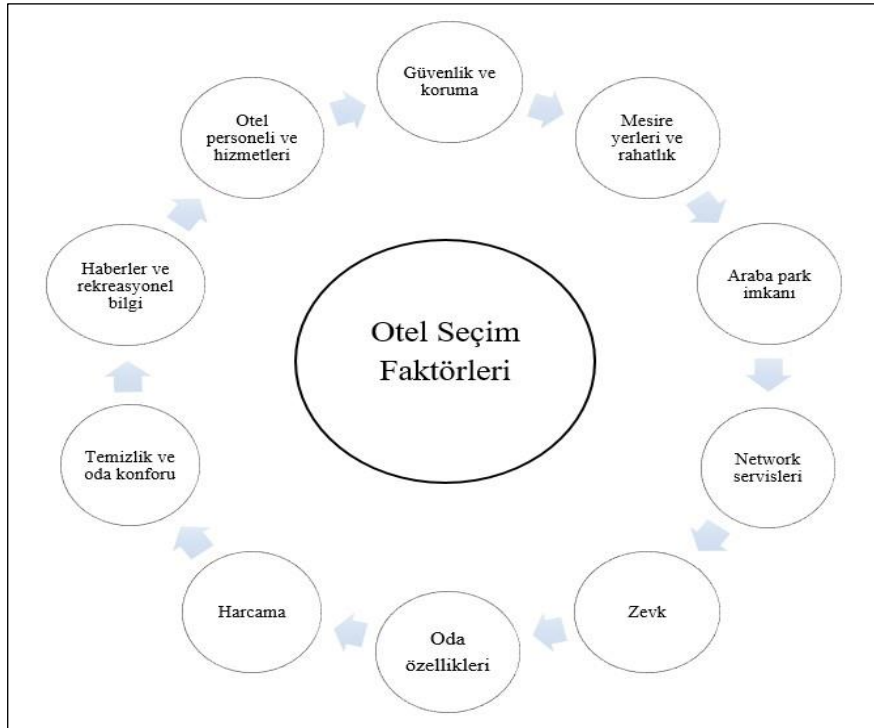 Güvenlik ve
koruma
Mesire
yerleri ve
rahatlık
Araba park
imkanı
Network
servisleri
Zevk
Oda
özellikleri
Harcama
Temizlik ve
oda konforu
Haberler ve
rekreasyonel
bilgi
Otel
personeli ve
hizmetleri
Otel Seçim
Faktörleri